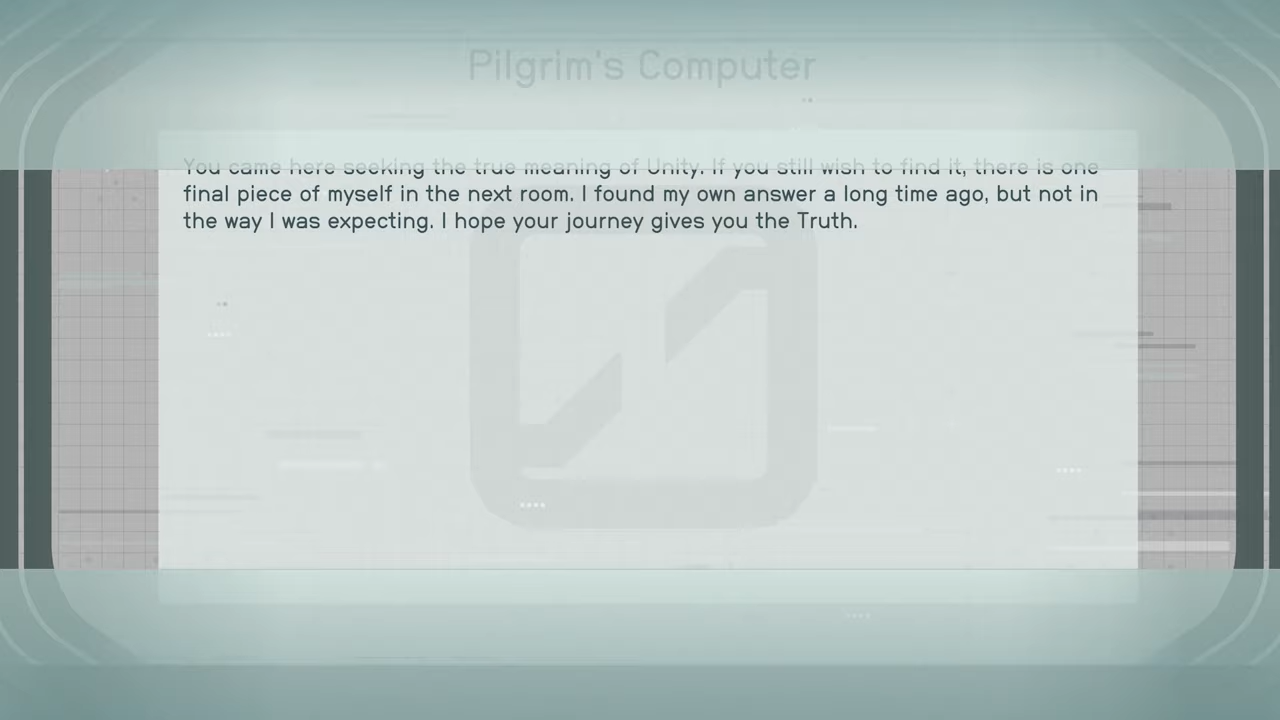 Pilgrim's Computer
You came here seeking the true meaning of Unity. If you still wish to find it, there is one
final piece of myself in the next room. I found my own answer a long time ago, but not in
the way I was expecting. I hope your journey gives you the Truth.